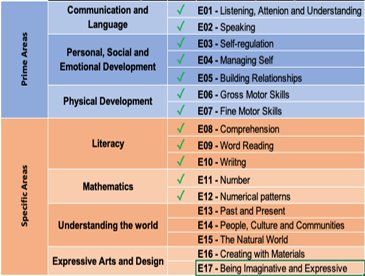 Prime Areas
Communication and
Language
E01 - Listening, Attenion and Understanding
E02 - Speaking
Personal, Social and
Emotional Development
E03 - Self-regulation
E04 - Managing Self
E05 - Building Relationships
Physical Development
E06 - Gross Motor Skills
E07 - Fine Motor Skills
Specific Areas
Literacy
E08 - Comprehension
E09 - Word Reading
E10 - Wriitng
Mathematics
E11 - Number
E12 - Numerical patterns
Understanding the world
E13 - Past and Present
E14 - People, Culture and Communities
E15 - The Natural World
Expressive Arts and Design
E16 - Creating with Materials
E17 - Being Imaginative and Expressive